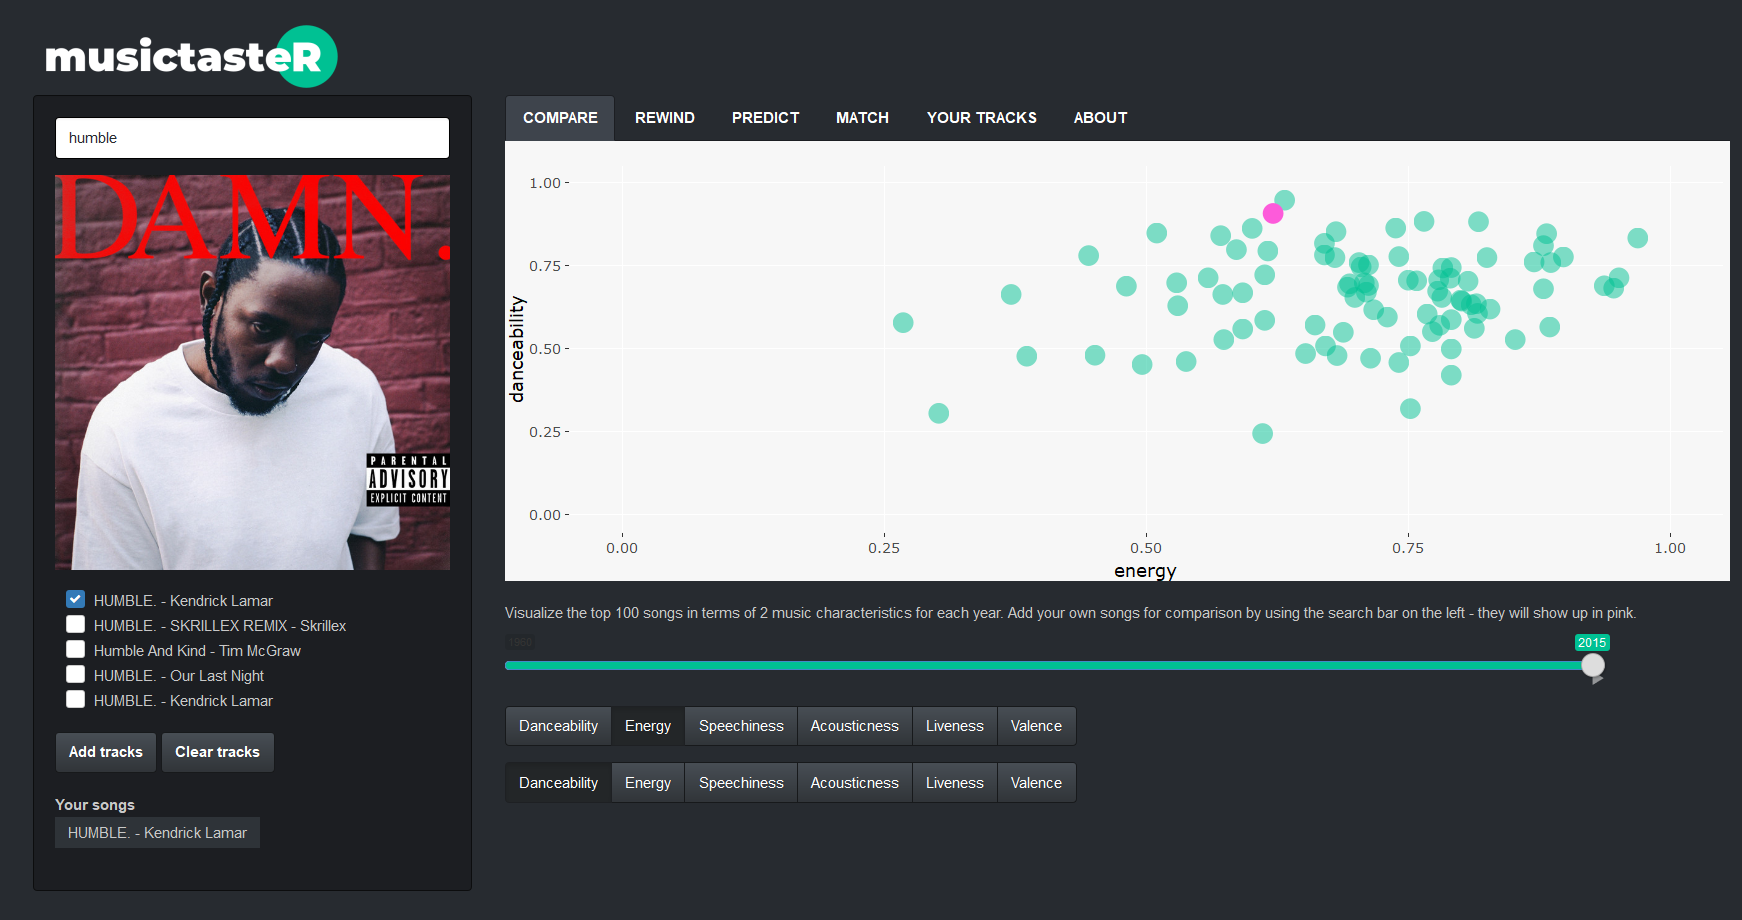 musictasteR
humble
DAMN.
PARENTAL
ADVISORY
EXPLICIT CONTENT
HUMBLE. - Kendrick Lamar
HUMBLE. - SKRILLEX REMIX - Skrillex
Humble And Kind - Tim McGraw
HUMBLE. - Our Last Night
HUMBLE. - Kendrick Lamar
Add tracks Clear tracks
Your songs
HUMBLE. - Kendrick Lamar
COMPARE REWIND PREDICT MATCH YOUR TRACKS ABOUT
1.00
0.75
0.50
0.25
0.00
danceability
0.00 0.25 0.50 0.75 1.00
energy
Visualize the top 100 songs in terms of 2 music characteristics for each year. Add your own songs for comparison by using the search bar on the left - they will show up in pink.
1960 2015
Danceability Energy Speechiness Acousticness Liveness Valence
Danceability Energy Speechiness Acousticness Liveness Valence